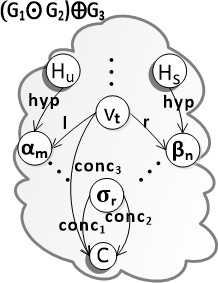 (G₁⊙ G₂)⊕G₃
Hᵤ
Hₛ
hyp
hyp
Vₜ
l
r
αₘ
βₙ
conc₃
σᵣ
conc₁
conc₂
C